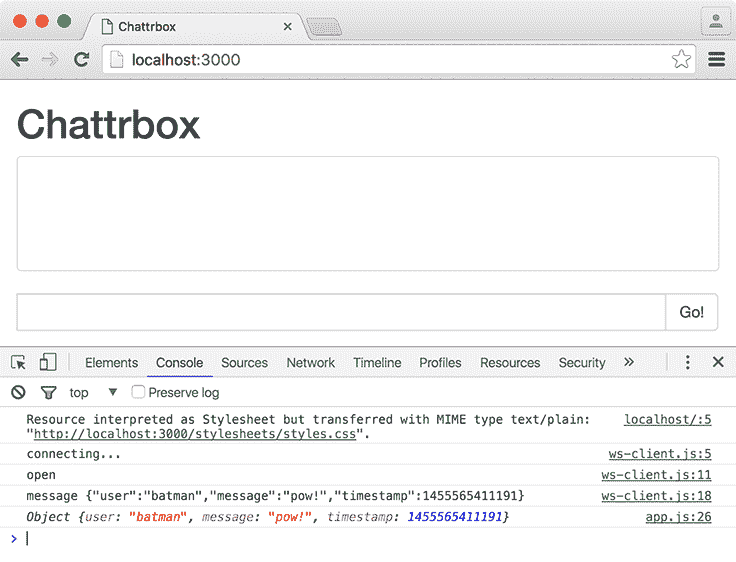 Chattrbox
localhost:3000
Chattrbox
Go!
Elements Console Sources Network Timeline Profiles Resources Security »
top Preserve log
Resource interpreted as Stylesheet but transferred with MIME type text/plain: localhost/:5
"http://localhost:3000/stylesheets/styles.css".
connecting... ws-client.js:5
open ws-client.js:11
message {"user":"batman","message":"pow!","timestamp":1455565411191} ws-client.js:18
Object {user: "batman", message: "pow!", timestamp: 1455565411191} app.js:26
>